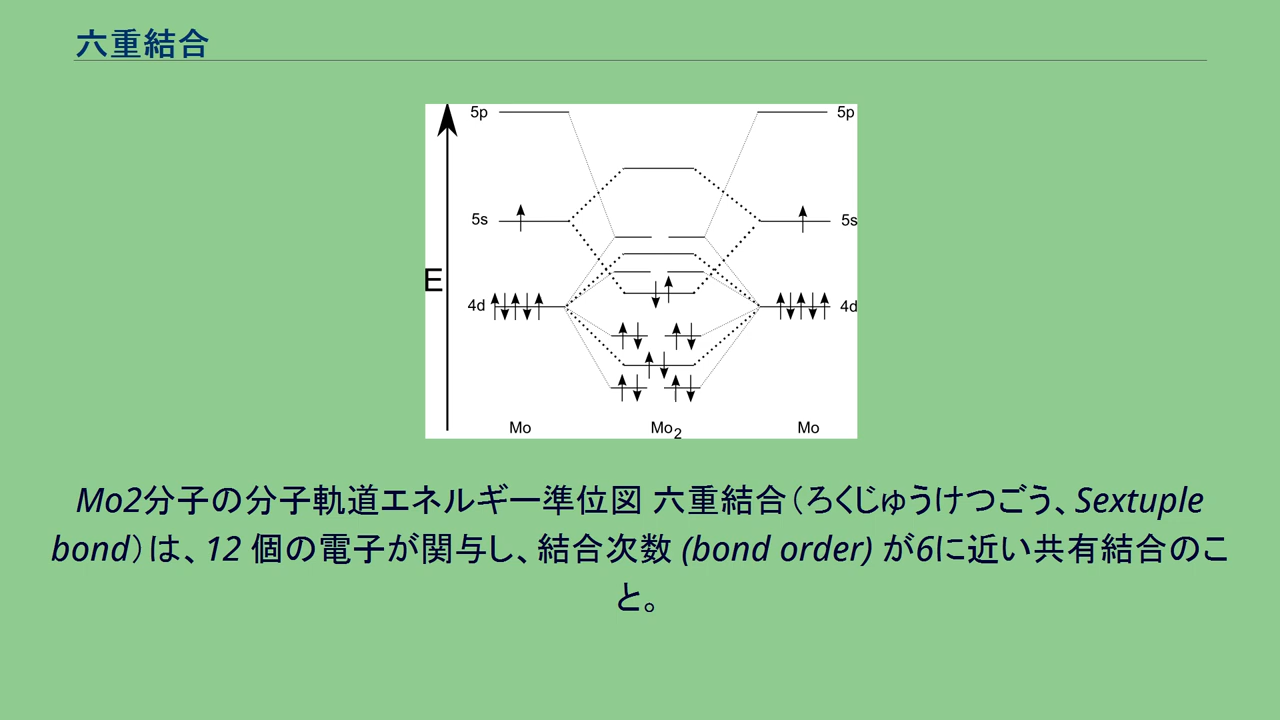 六重結合
5p 5p
5s 5s
E
4d 4d
Mo Mo2 Mo
Mo2分子の分子軌道エネルギー準位図 六重結合（ろくじゅうけつごう、Sextuple
bond）は、12 個の電子が関与し、結合次数 (bond order) が6に近い共有結合のこ
と。